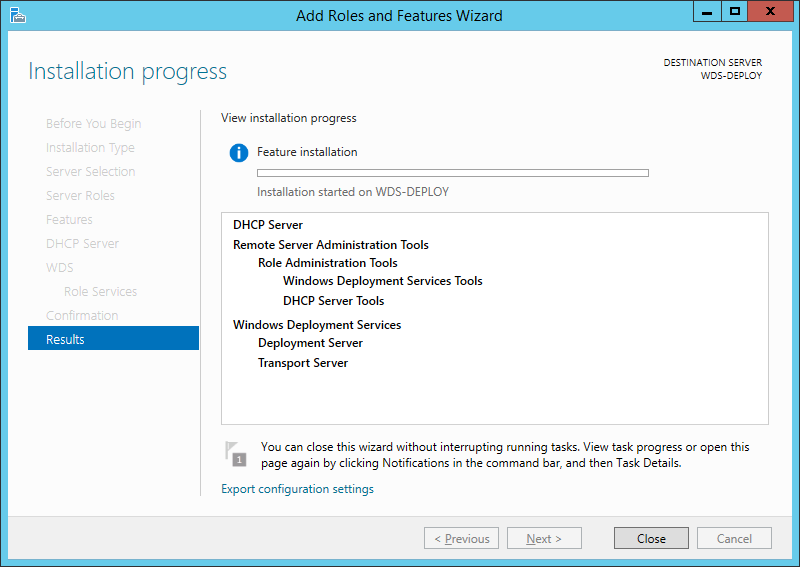 Add Roles and Features Wizard
Installation progress
DESTINATION SERVER
WDS-DEPLOY
Before You Begin
Installation Type
Server Selection
Server Roles
Features
DHCP Server
WDS
Role Services
Confirmation
Results
View installation progress
Feature installation
Installation started on WDS-DEPLOY
DHCP Server
Remote Server Administration Tools
Role Administration Tools
Windows Deployment Services Tools
DHCP Server Tools
Windows Deployment Services
Deployment Server
Transport Server
1
You can close this wizard without interrupting running tasks. View task progress or open this
page again by clicking Notifications in the command bar, and then Task Details.
Export configuration settings
< Previous
Next >
Close
Cancel